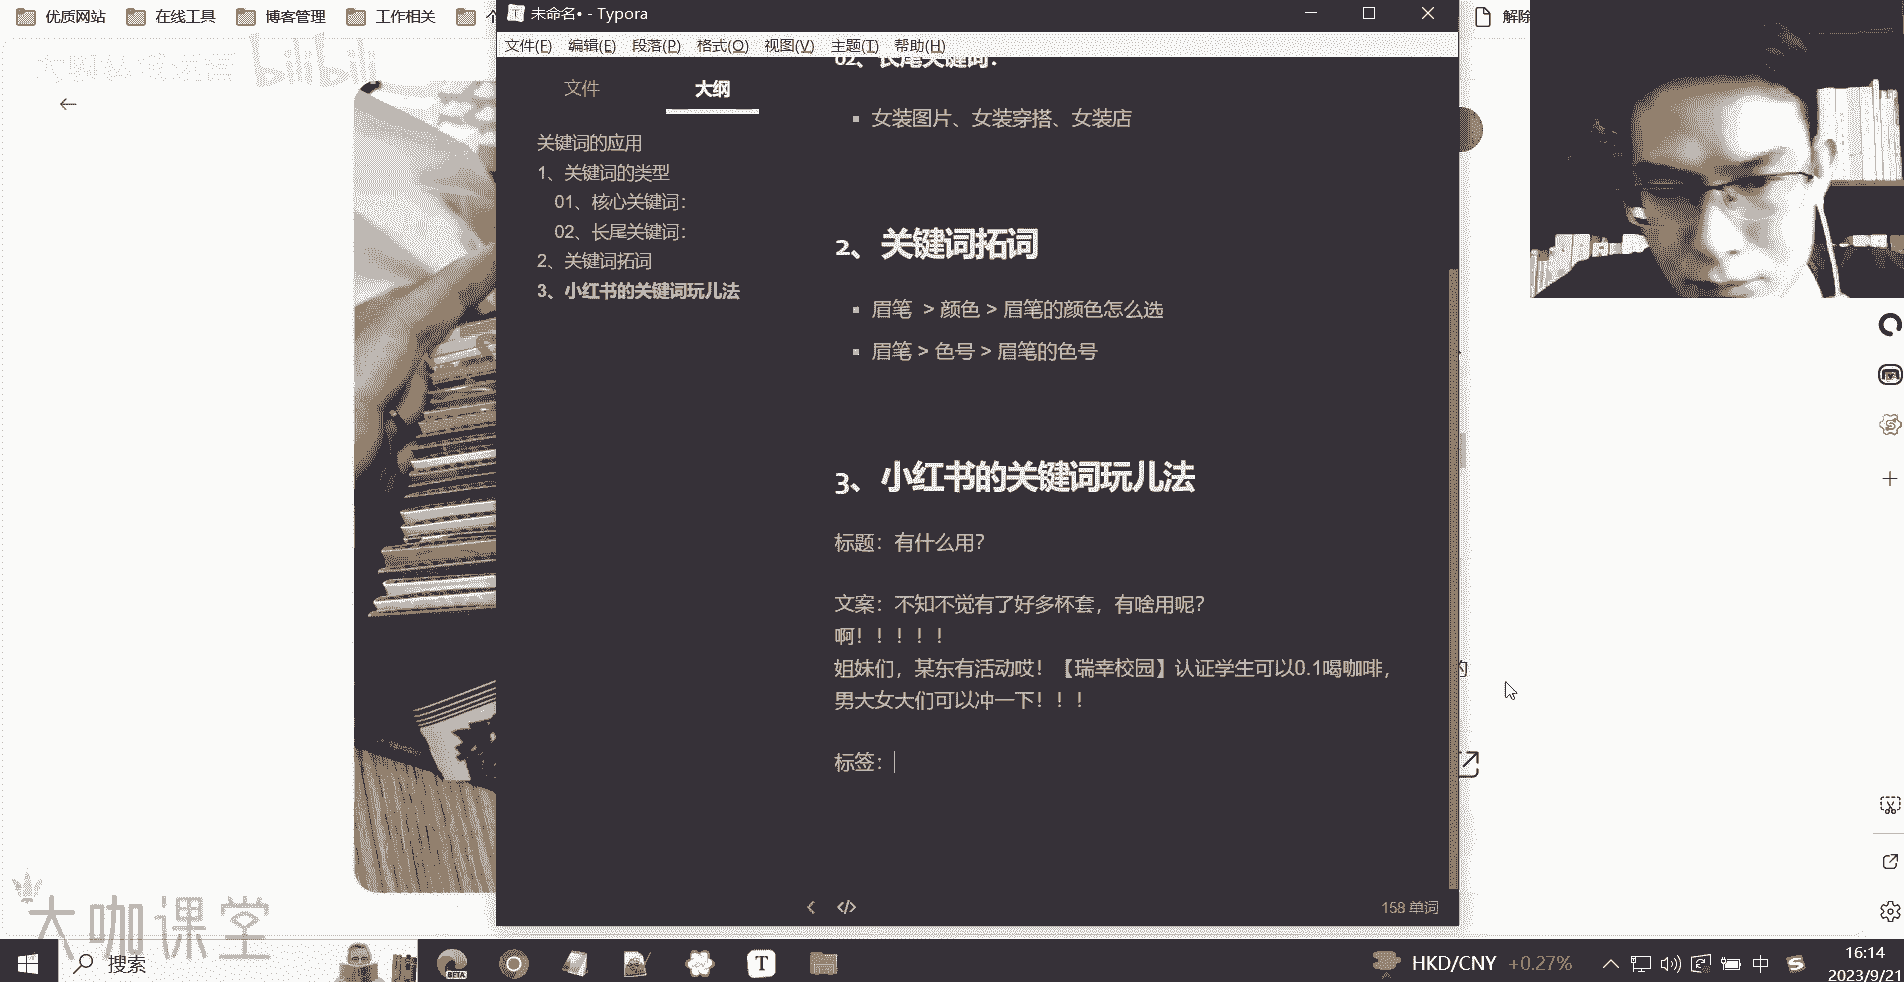 优质网站
在线工具
博客管理
工作相关
未命名• - Typora
解除
bilibili
文件(F) 编辑(E) 段落(P) 格式(O) 视图(V) 主题(T) 帮助(H)
文件
大纲
关键词的应用
1、关键词的类型
01、核心关键词：
02、长尾关键词：
2、关键词拓词
3、小红书的关键词玩儿法
02、长尾关键词：
女装图片、女装穿搭、女装店
2、关键词拓词
眉笔 > 颜色 > 眉笔的颜色怎么选
眉笔 > 色号 > 眉笔的色号
3、小红书的关键词玩儿法
标题：有什么用？
文案：不知不觉有了好多杯套，有啥用呢？
啊！！！！！
姐妹们，某东有活动哎！【瑞幸校园】认证学生可以0.1喝咖啡，
男大女大们可以冲一下！！！
标签：
158 单词
大咖课堂
搜索
BETA
T
HKD/CNY +0.27%
中
16:14
2023/9/21